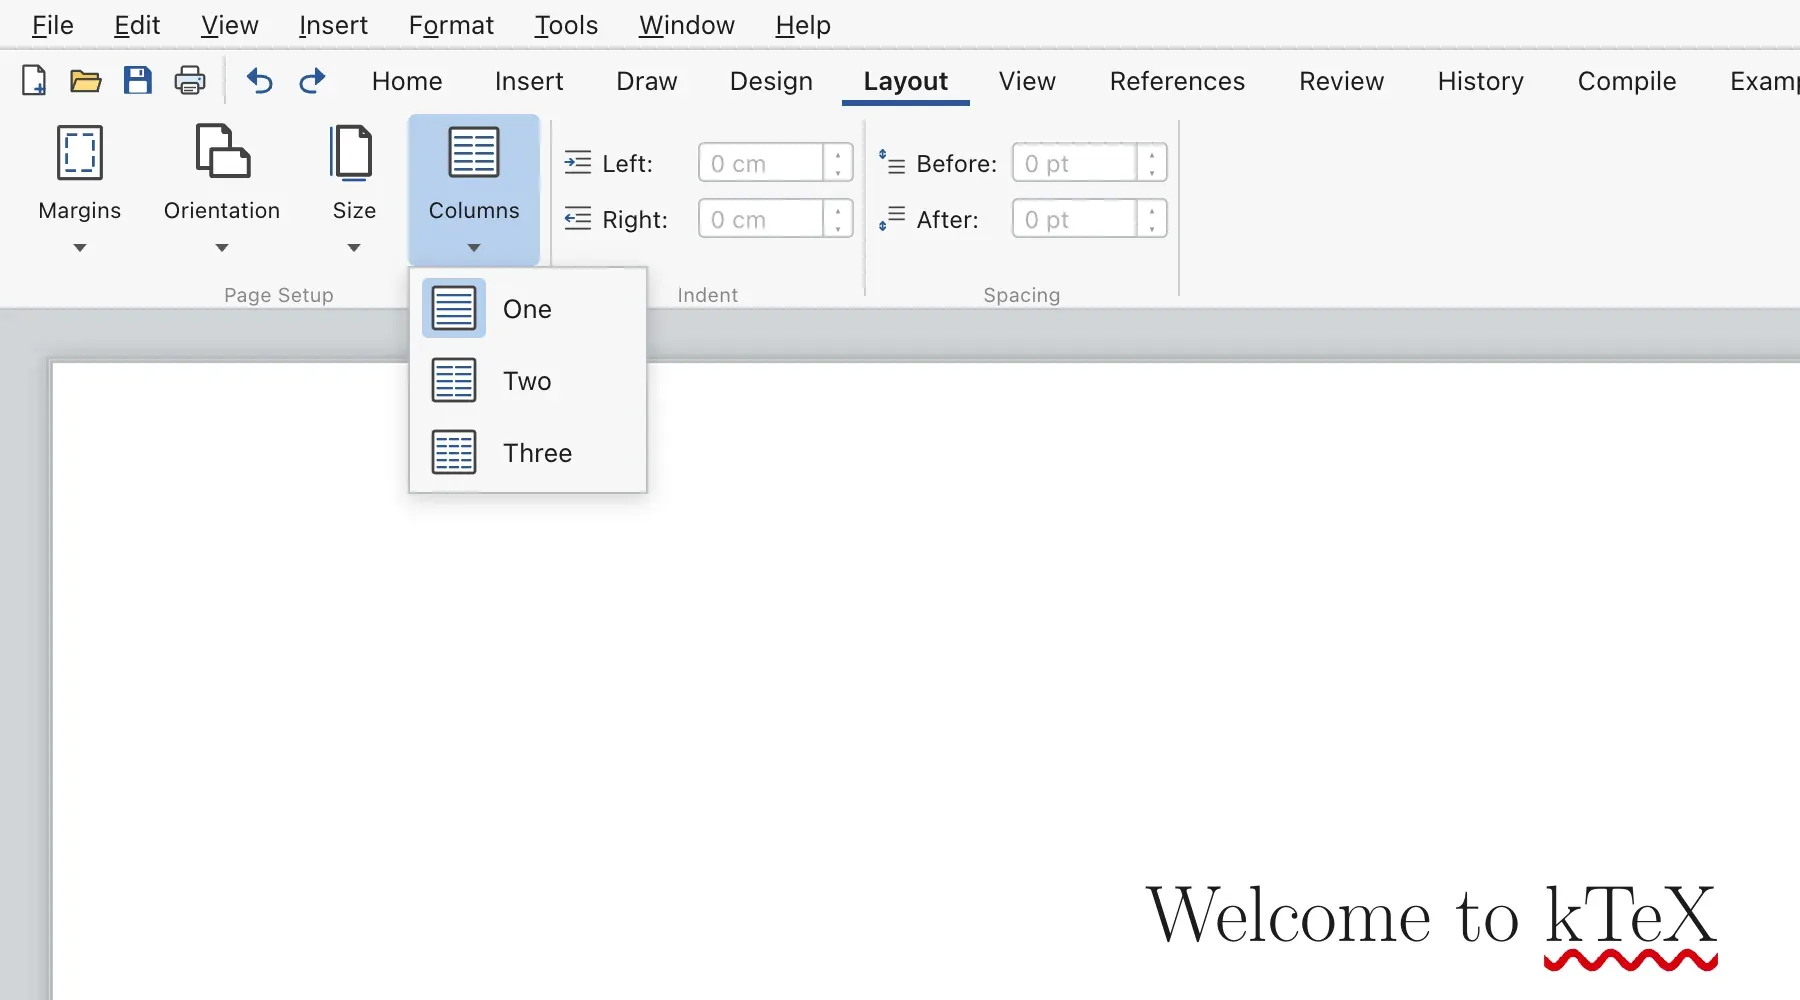 File Edit View Insert Format Tools Window Help
Home Insert Draw Design Layout View References Review History Compile Examp
Margins Orientation Size Columns
Left: 0 cm
Right: 0 cm
Before: 0 pt
After: 0 pt
Page Setup Indent Spacing
One
Two
Three
Welcome to kTeX